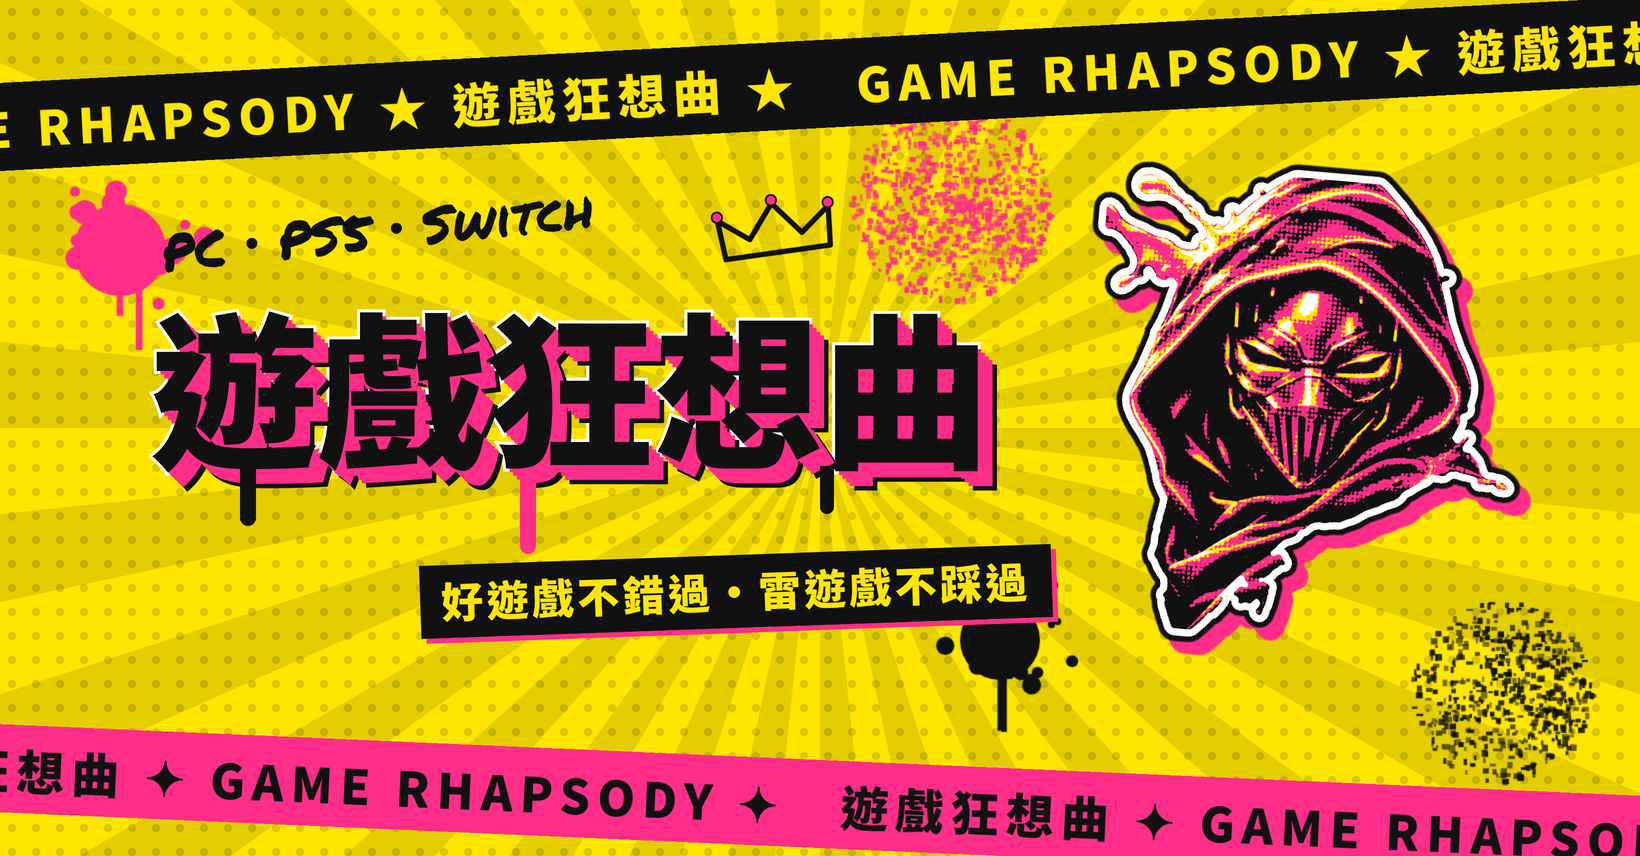 E RHAPSODY ★ 遊戲狂想曲 ★ GAME RHAPSODY ★ 遊戲狂想
PC・PS5・SWITCH
遊戲狂想曲
好遊戲不錯過・雷遊戲不踩過
狂想曲 ✦ GAME RHAPSODY ✦ 遊戲狂想曲 ✦ GAME RHAPSO